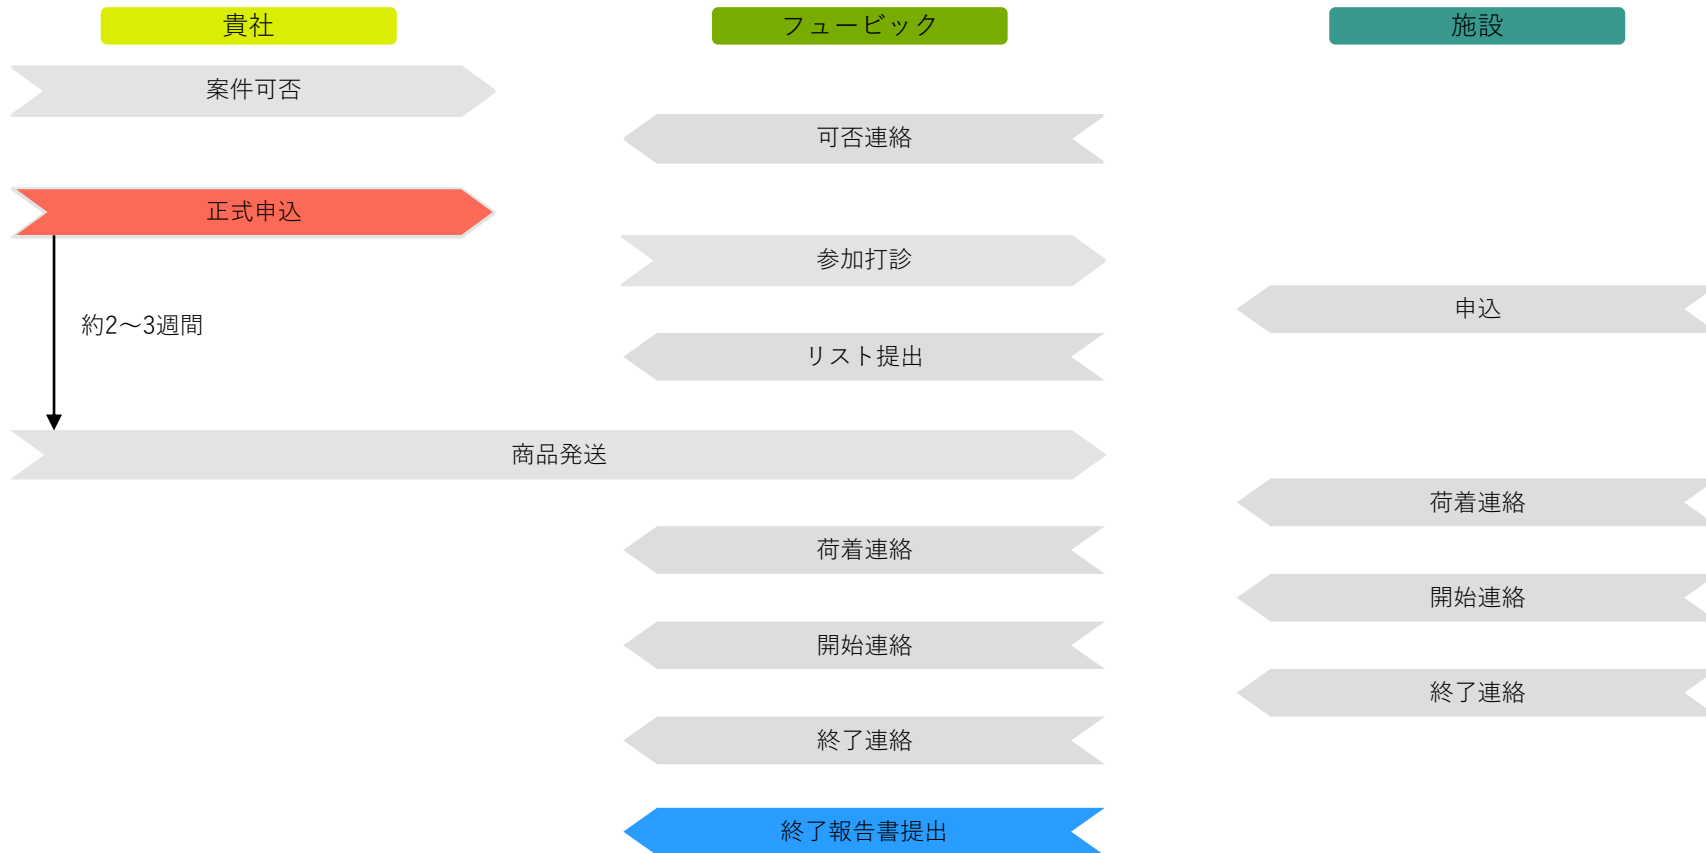 貴社
フュービック
施設
案件可否
可否連絡
正式申込
参加打診
申込
約2～3週間
リスト提出
商品発送
荷着連絡
荷着連絡
開始連絡
開始連絡
終了連絡
終了連絡
終了報告書提出